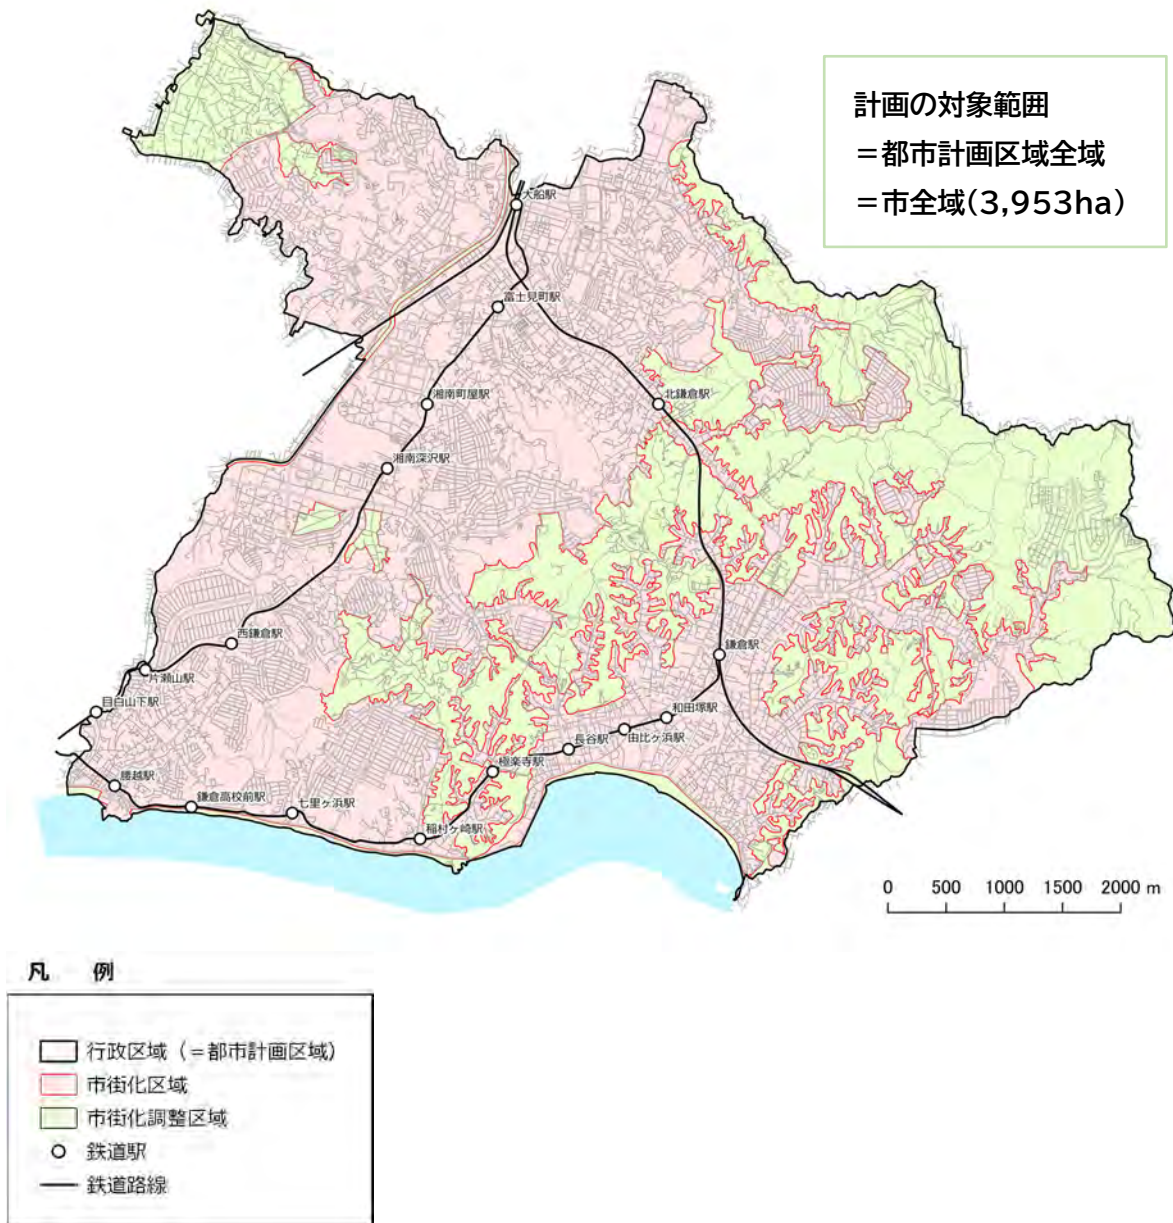 計画の対象範囲
＝都市計画区域全域
＝市全域(3,953ha)
大船駅
富士見町駅
湘南町屋駅
北鎌倉駅
湘南深沢駅
西鎌倉駅
鎌倉駅
片瀬山駅
目白山下駅
和田塚駅
由比ヶ浜駅
長谷駅
極楽寺駅
腰越駅
鎌倉高校前駅
七里ヶ浜駅
稲村ヶ崎駅
0 500 1000 1500 2000 m
凡 例
行政区域（＝都市計画区域）
市街化区域
市街化調整区域
鉄道駅
鉄道路線